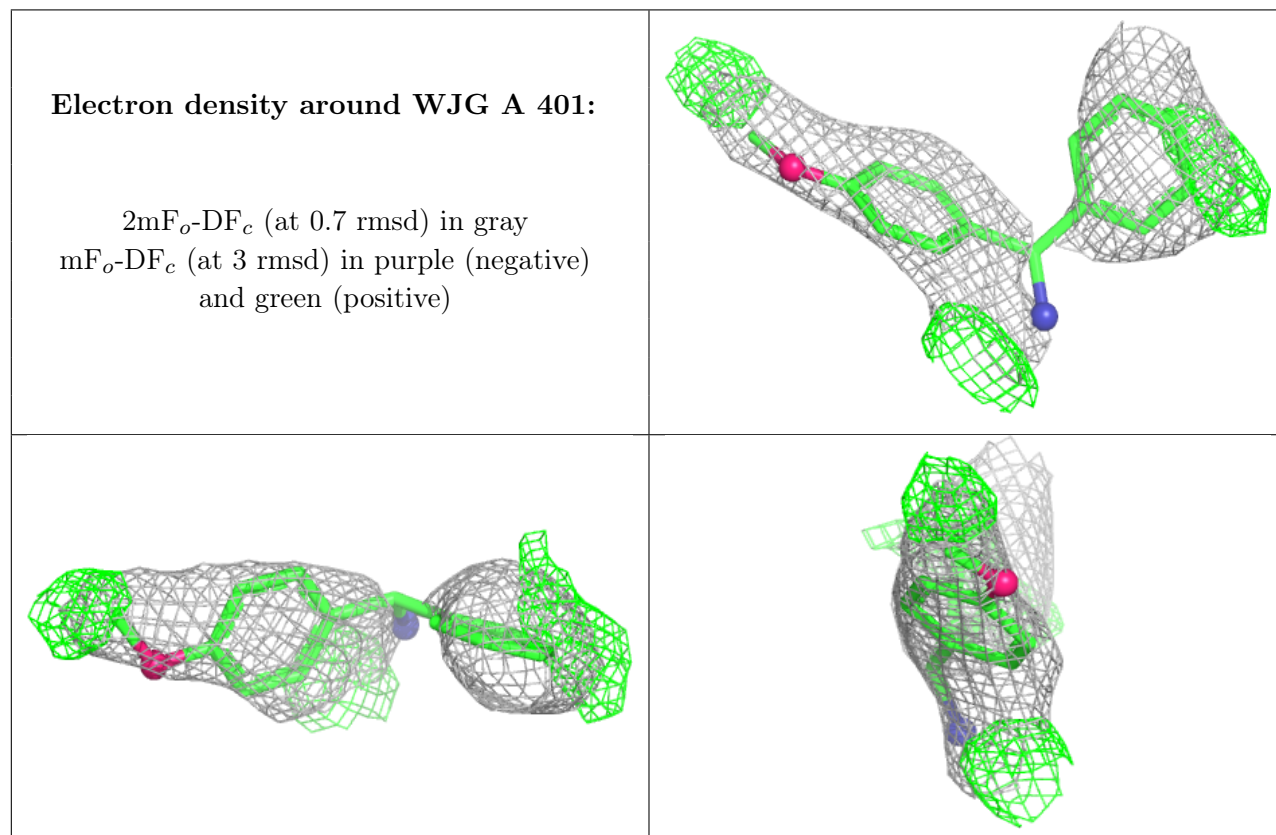 Electron density around WJG A 401:
2mFo-DFc (at 0.7 rmsd) in gray
mFo-DFc (at 3 rmsd) in purple (negative)
and green (positive)